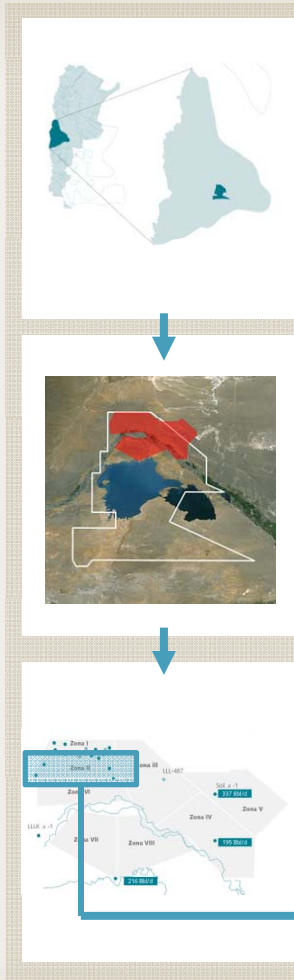 Zona I
Zona II
Zona III
LLL-487
SoiL .x -1
337 Bbl/d
Zona VI
Zona V
Zona IV
LLLK .x -1
195 Bbl/d
Zona VII
Zona VIII
216 Bbl/d